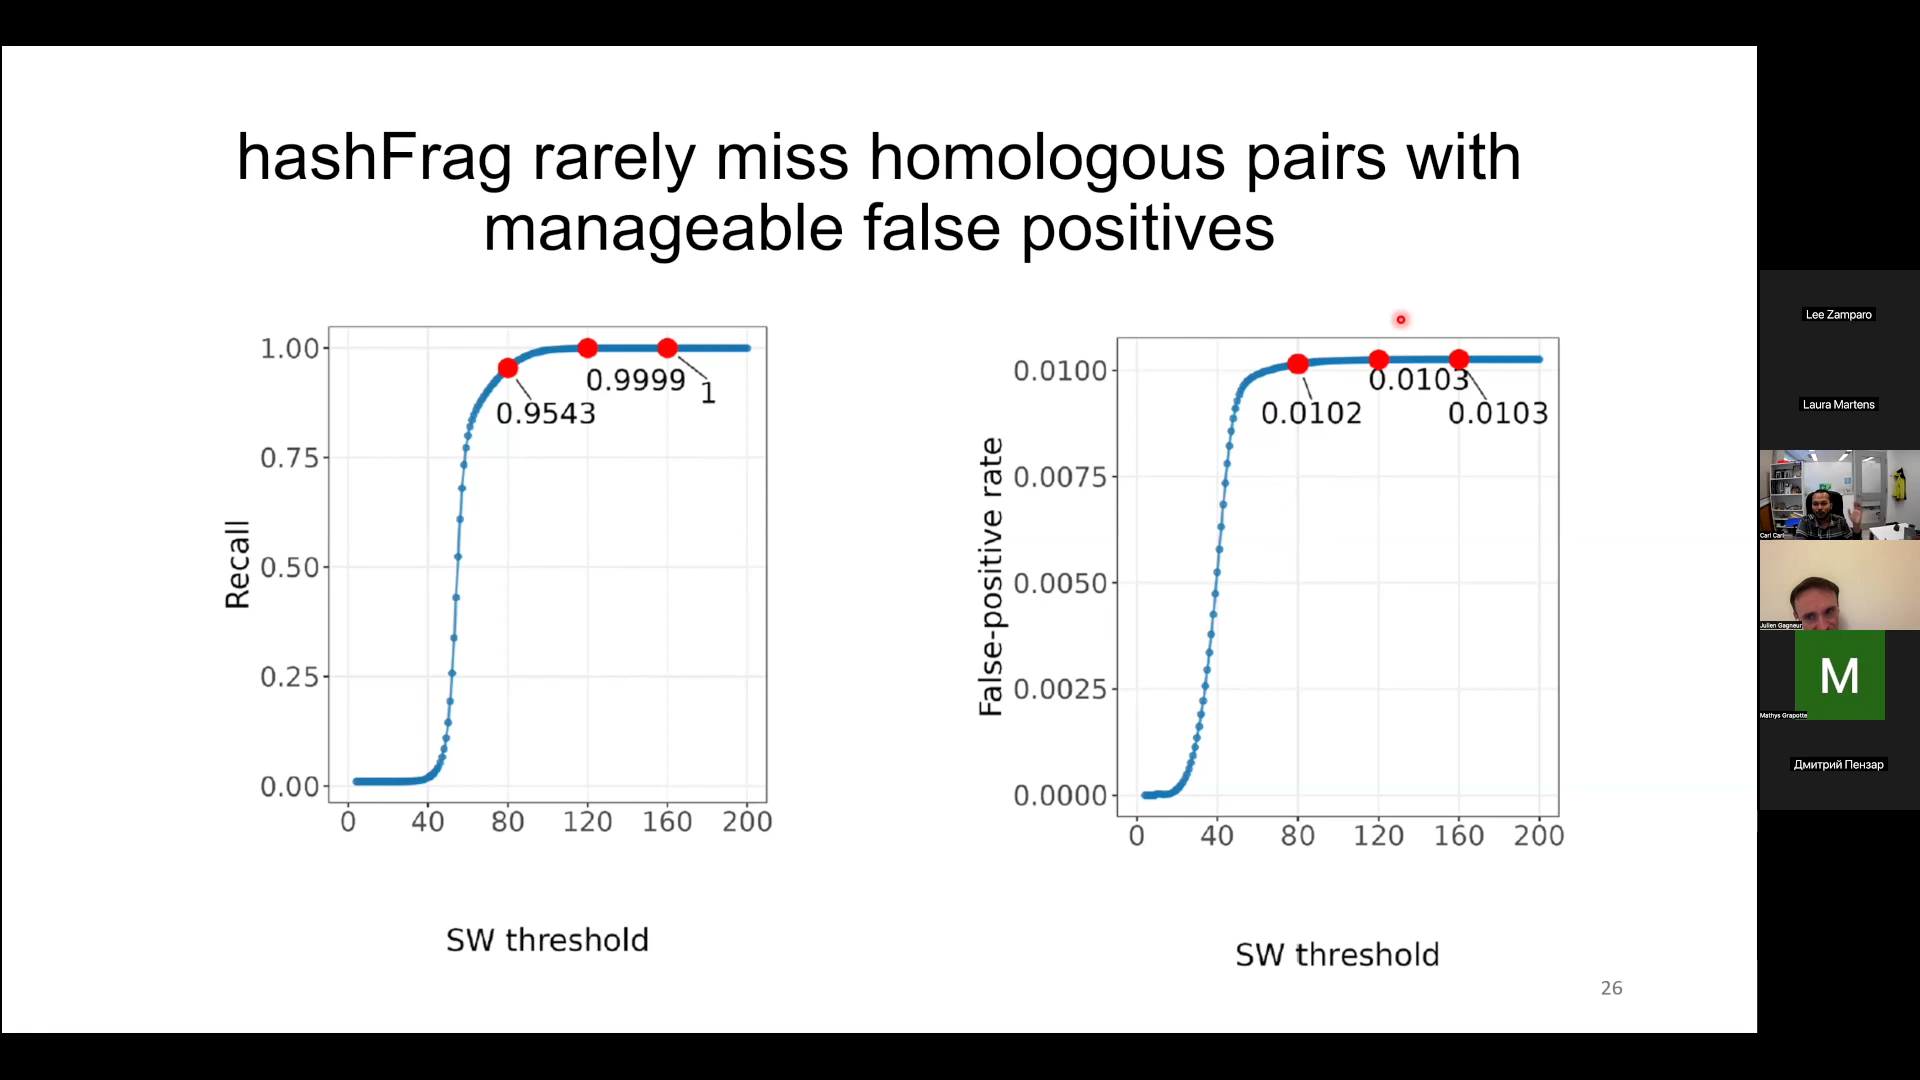 hashFrag rarely miss homologous pairs with
manageable false positives
Recall
1.00
0.75
0.50
0.25
0.00
0 40 80 120 160 200
0.9543
0.9999
1
SW threshold
False-positive rate
0.0100
0.0075
0.0050
0.0025
0.0000
0 40 80 120 160 200
0.0102
0.0103
0.0103
SW threshold
26
Lee Zamparo
Laura Martens
Carl Carl
Julien Gagneur
M
Mathys Grapotte
Дмитрий Пензар